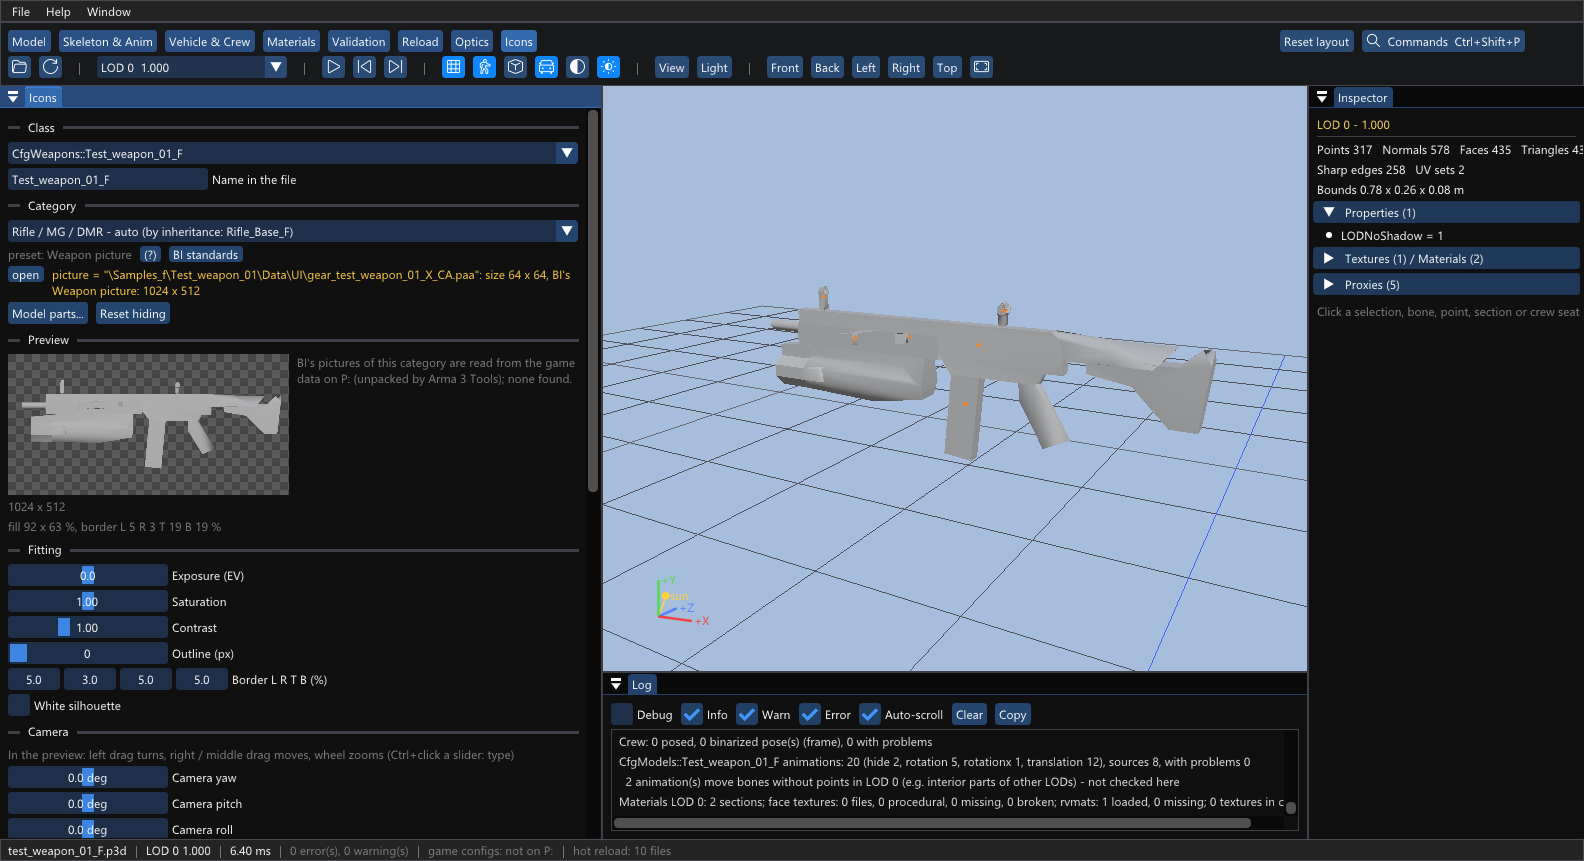 File Help Window
Model Skeleton & Anim Vehicle & Crew Materials Validation Reload Optics Icons Reset layout Commands Ctrl+Shift+P
LOD 0 1.000 View Light Front Back Left Right Top
Icons
Class
CfgWeapons::Test_weapon_01_F
Test_weapon_01_F Name in the file
Category
Rifle / MG / DMR - auto (by inheritance: Rifle_Base_F)
preset: Weapon picture (?) BI standards
open picture = "\Samples_f\Test_weapon_01\Data\UI\gear_test_weapon_01_X_CA.paa": size 64 x 64, BI's
Weapon picture: 1024 x 512
Model parts... Reset hiding
Preview
BI's pictures of this category are read from the game
data on P: (unpacked by Arma 3 Tools); none found.
1024 x 512
fill 92 x 63 %, border L 5 R 3 T 19 B 19 %
Fitting
0.0 Exposure (EV)
1.00 Saturation
1.00 Contrast
0 Outline (px)
5.0 3.0 5.0 5.0 Border L R T B (%)
White silhouette
Camera
In the preview: left drag turns, right / middle drag moves, wheel zooms (Ctrl+click a slider: type)
0.0 deg Camera yaw
0.0 deg Camera pitch
0.0 deg Camera roll
+Y
sun
+Z
+X
Log
Debug Info Warn Error Auto-scroll Clear Copy
Crew: 0 posed, 0 binarized pose(s) (frame), 0 with problems
CfgModels::Test_weapon_01_F animations: 20 (hide 2, rotation 5, rotationx 1, translation 12), sources 8, with problems 0
2 animation(s) move bones without points in LOD 0 (e.g. interior parts of other LODs) - not checked here
Materials LOD 0: 2 sections; face textures: 0 files, 0 procedural, 0 missing, 0 broken; rvmats: 1 loaded, 0 missing; 0 textures in c
Inspector
LOD 0 - 1.000
Points 317 Normals 578 Faces 435 Triangles 43
Sharp edges 258 UV sets 2
Bounds 0.78 x 0.26 x 0.08 m
Properties (1)
LODNoShadow = 1
Textures (1) / Materials (2)
Proxies (5)
Click a selection, bone, point, section or crew seat
test_weapon_01_F.p3d | LOD 0 1.000 | 6.40 ms | 0 error(s), 0 warning(s) | game configs: not on P: | hot reload: 10 files